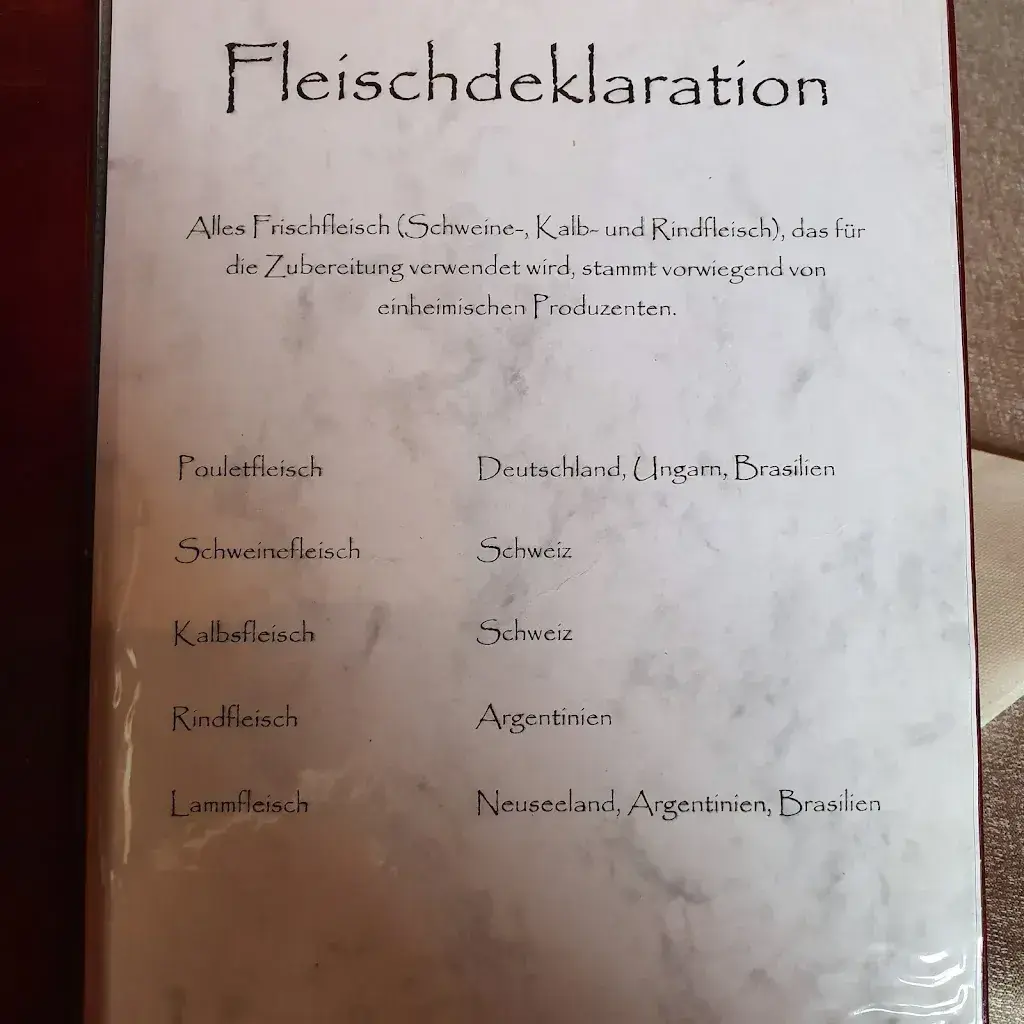 Fleischdeklaration
Alles Frischfleisch (Schweine-, Kalb- und Rindfleisch), das für
die Zubereitung verwendet wird, stammt vorwiegend von
einheimischen Produzenten.
Pouletfleisch Deutschland, Ungarn, Brasilien
Schweinefleisch Schweiz
Kalbsfleisch Schweiz
Rindfleisch Argentinien
Lammfleisch Neuseeland, Argentinien, Brasilien